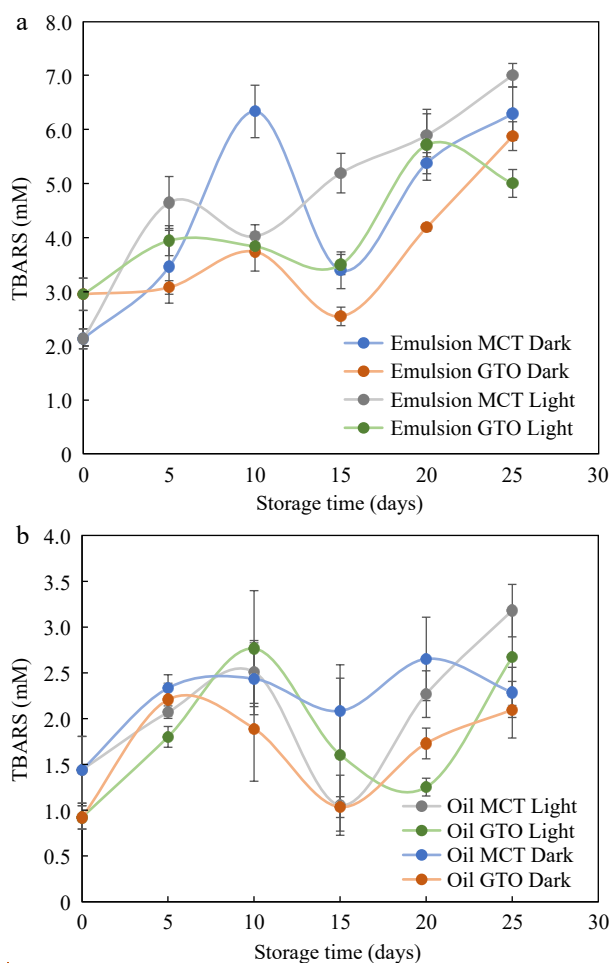 a
8.0
7.0
6.0
5.0
4.0
3.0
2.0
1.0
0
TBARS (mM)
Emulsion MCT Dark
Emulsion GTO Dark
Emulsion MCT Light
Emulsion GTO Light
0 5 10 15 20 25 30
Storage time (days)
b
4.0
3.5
3.0
2.5
2.0
1.5
1.0
0.5
0
TBARS (mM)
Oil MCT Light
Oil GTO Light
Oil MCT Dark
Oil GTO Dark
0 5 10 15 20 25 30
Storage time (days)